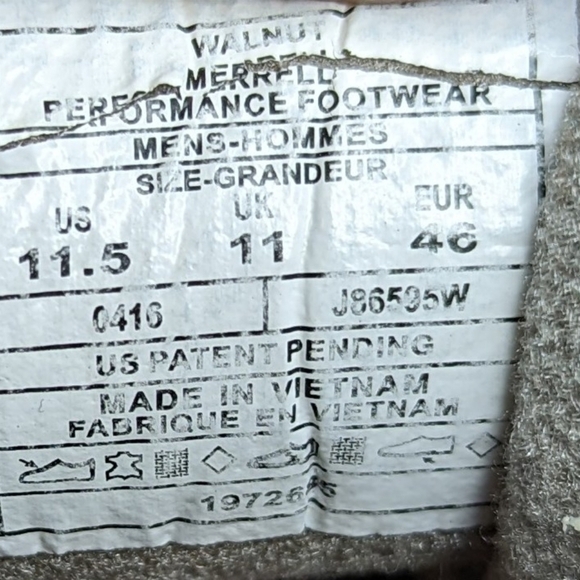 WALNUT
MERRELL
PERFORMANCE FOOTWEAR
MENS-HOMMES
SIZE-GRANDEUR
US UK EUR
11.5 11 46
0416 J86595W
US PATENT PENDING
MADE IN VIETNAM
FABRIQUE EN VIETNAM